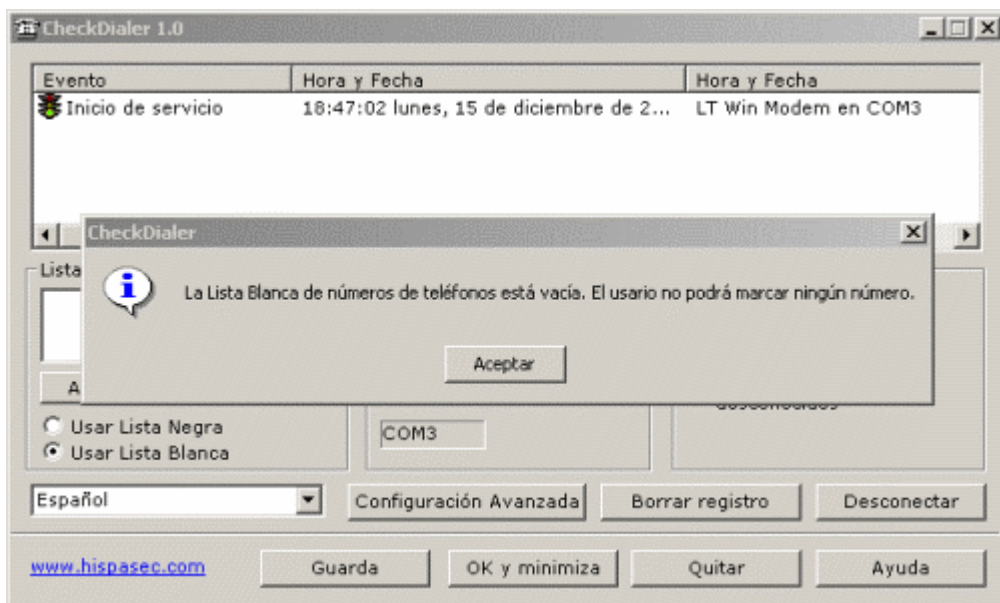 CheckDialer 1.0
Evento Hora y Fecha Hora y Fecha
Inicio de servicio 18:47:02 lunes, 15 de diciembre de 2... LT Win Modem en COM3
CheckDialer
Lista
La Lista Blanca de números de teléfonos está vacía. El usario no podrá marcar ningún número.
Aceptar
A
desconocidos
Usar Lista Negra
COM3
Usar Lista Blanca
Español Configuración Avanzada Borrar registro Desconectar
www.hispasec.com Guarda OK y minimiza Quitar Ayuda